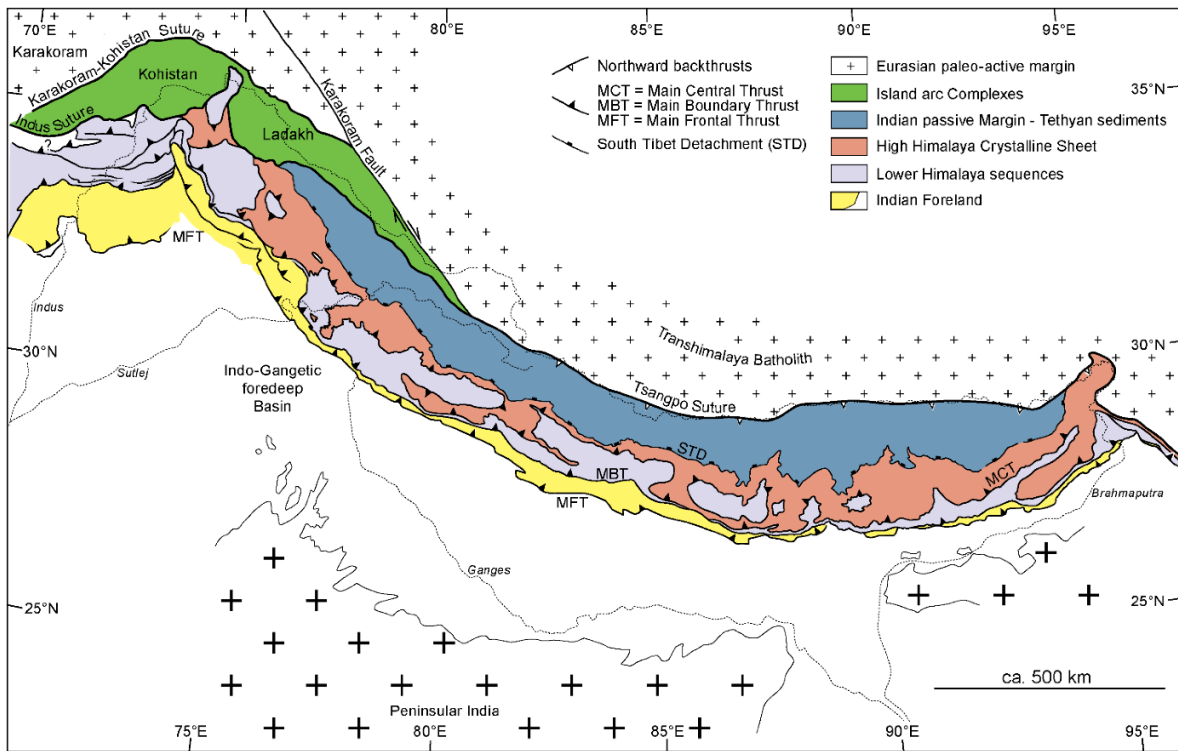 70°E
75°E
80°E
85°E
90°E
95°E
Karakoram
Karakoram-Kohistan Suture
Kohistan
Indus Suture
?
Ladakh
Karakoram Fault
Northward backthrusts
MCT = Main Central Thrust
MBT = Main Boundary Thrust
MFT = Main Frontal Thrust
South Tibet Detachment (STD)
Eurasian paleo-active margin
Island arc Complexes
Indian passive Margin - Tethyan sediments
High Himalaya Crystalline Sheet
Lower Himalaya sequences
Indian Foreland
35°N
MFT
Indus
30°N
Sutlej
Indo-Gangetic
foredeep
Basin
Transhimalaya Batholith
30°N
Tsangpo Suture
STD
MBT
MFT
MCT
Brahmaputra
Ganges
25°N
25°N
ca. 500 km
Peninsular India
75°E
80°E
85°E
90°E
95°E